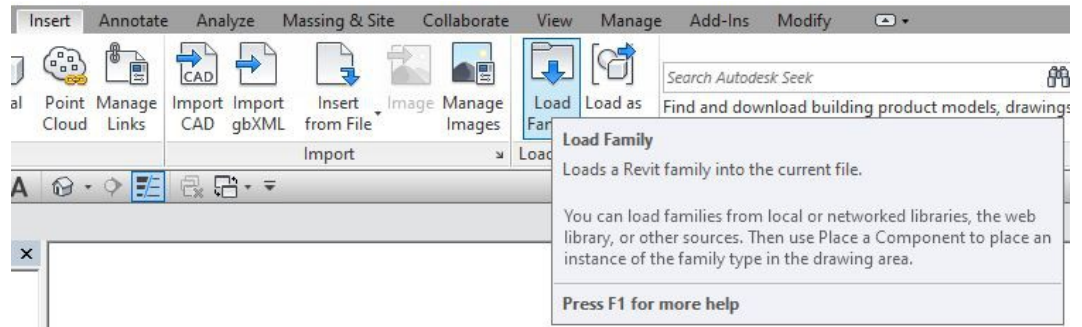 Insert Annotate Analyze Massing & Site Collaborate View Manage Add-Ins Modify
CAD
Search Autodesk Seek
al Point Manage Import Import Insert Image Manage Load Load as
Find and download building product models, drawings
Cloud Links CAD gbXML from File Images Fam
Import Load
Load Family
Loads a Revit family into the current file.
You can load families from local or networked libraries, the web
library, or other sources. Then use Place a Component to place an
instance of the family type in the drawing area.
Press F1 for more help
A